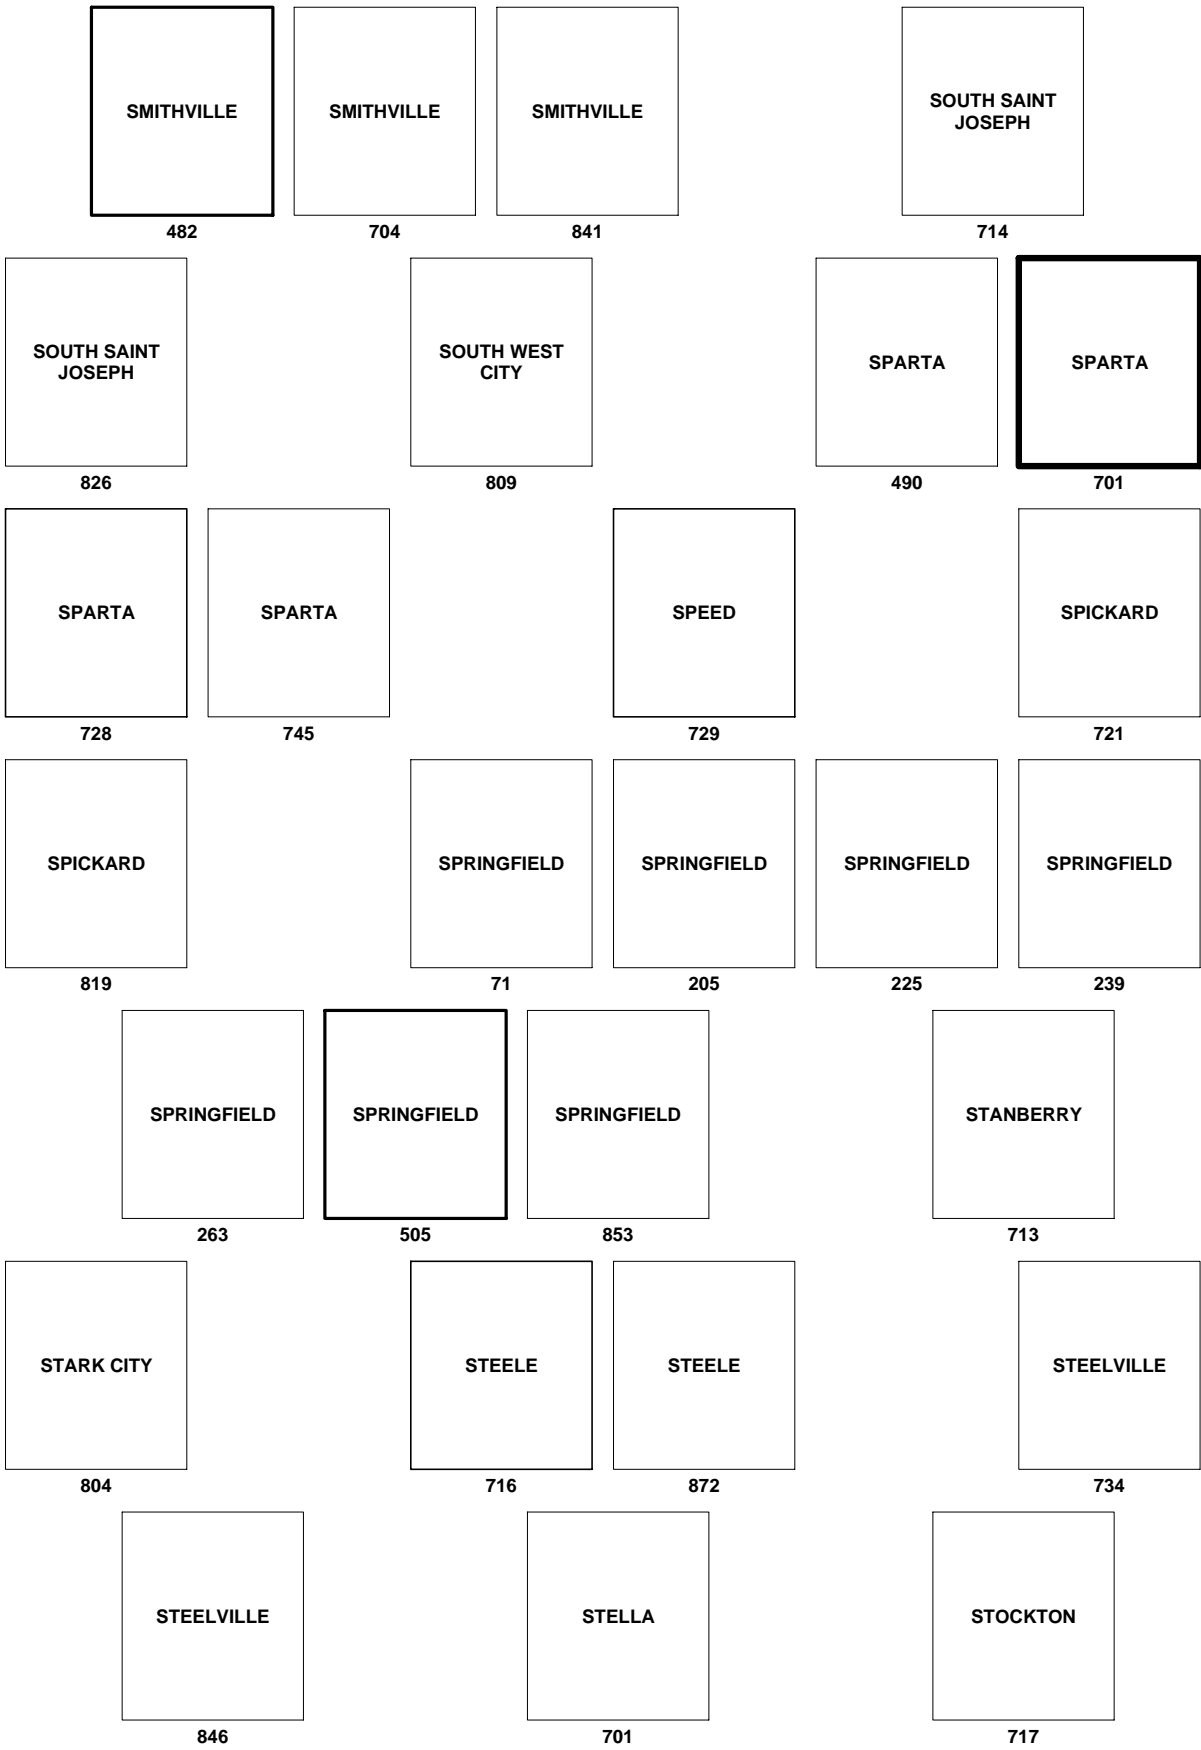 SMITHVILLE
SMITHVILLE
SMITHVILLE
SOUTH SAINT
JOSEPH
482
704
841
714
SOUTH SAINT
JOSEPH
SOUTH WEST
CITY
SPARTA
SPARTA
826
809
490
701
SPARTA
SPARTA
SPEED
SPICKARD
728
745
729
721
SPICKARD
SPRINGFIELD
SPRINGFIELD
SPRINGFIELD
SPRINGFIELD
819
71
205
225
239
SPRINGFIELD
SPRINGFIELD
SPRINGFIELD
STANBERRY
263
505
853
713
STARK CITY
STEELE
STEELE
STEELVILLE
804
716
872
734
STEELVILLE
STELLA
STOCKTON
846
701
717